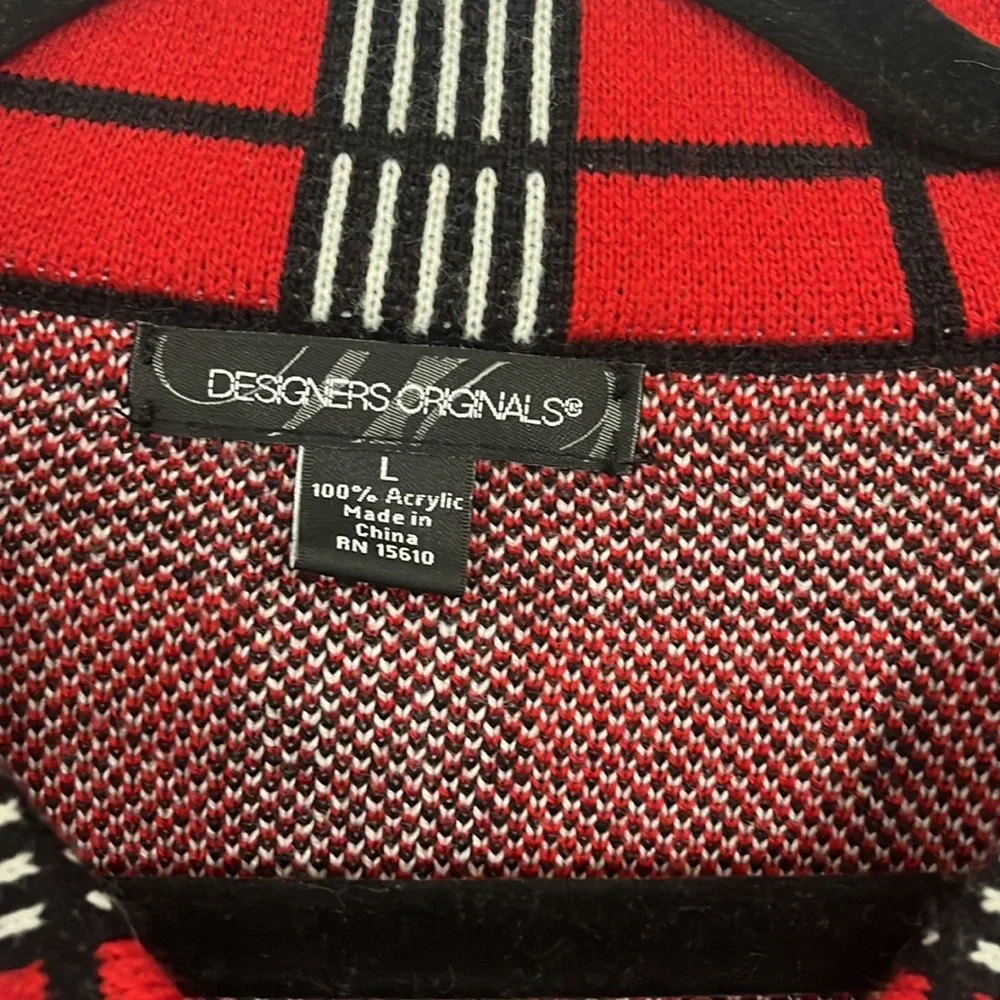 DESIGNERS ORIGINALS®
L
100% Acrylic
Made in
China
RN 15610